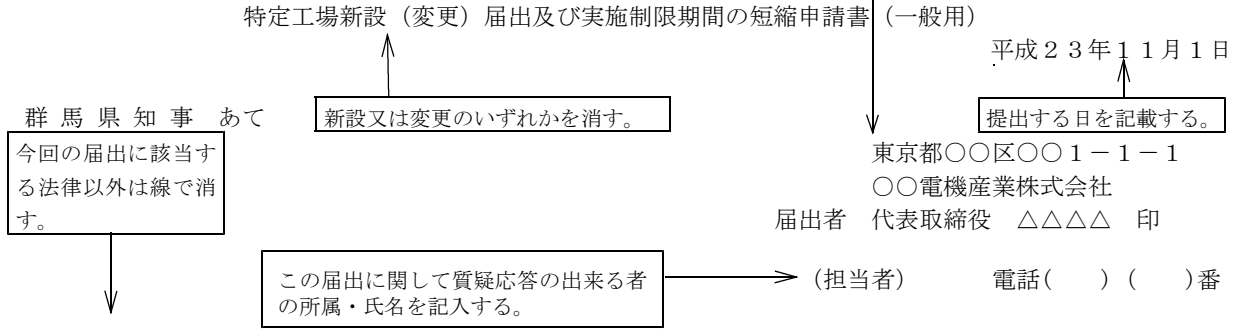 特定工場新設（変更）届出及び実施制限期間の短縮申請書（一般用）
平成２３年１１月１日
群 馬 県 知 事　あて
新設又は変更のいずれかを消す。
提出する日を記載する。
今回の届出に該当す
る法律以外は線で消
す。
東京都○○区○○１－１－１
○○電機産業株式会社
届出者　代表取締役　△△△△　印
この届出に関して質疑応答の出来る者
の所属・氏名を記入する。
（担当者）　　　電話(　　)（　　)番